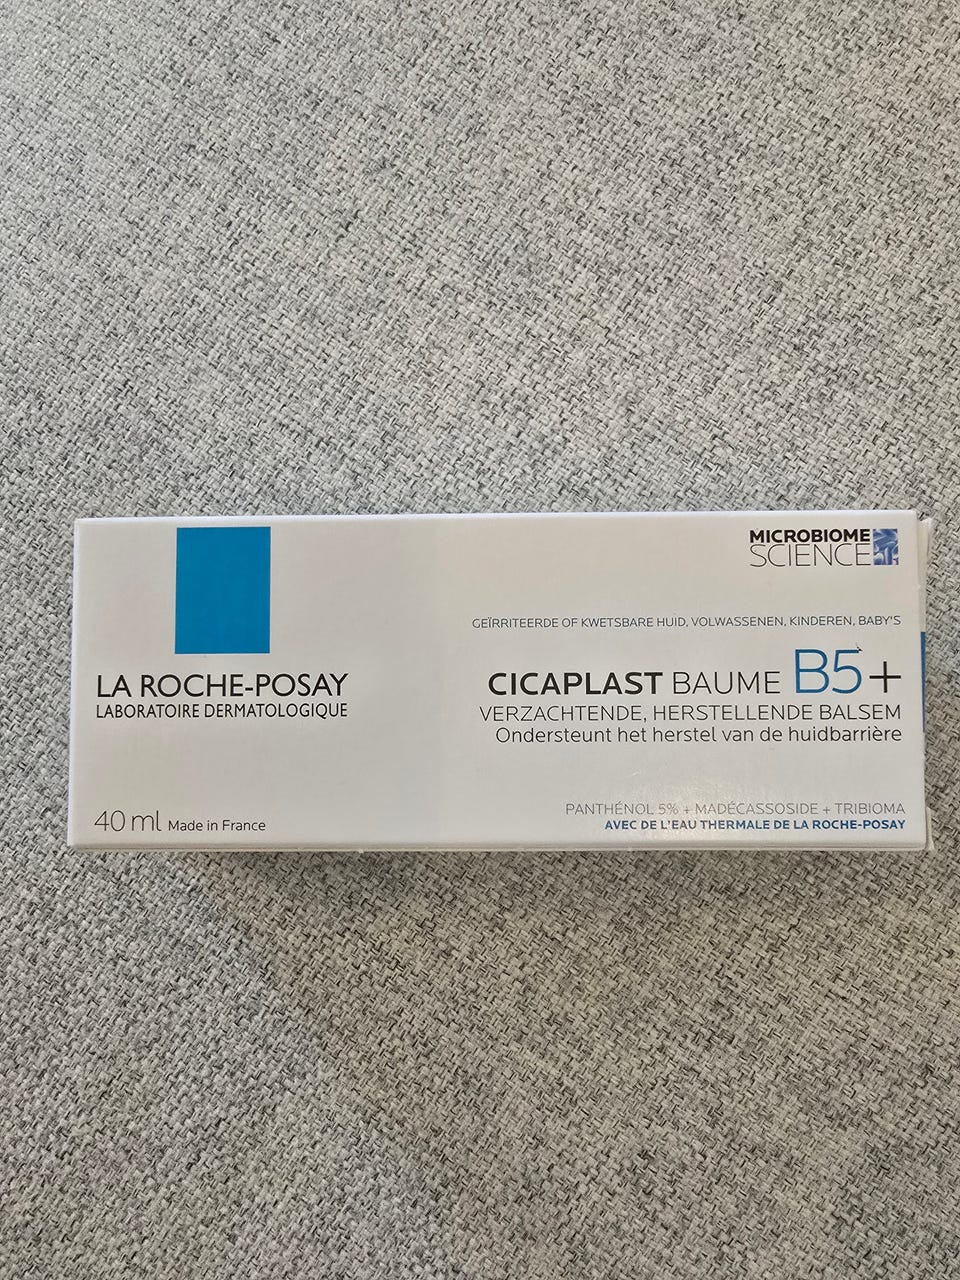 LA ROCHE-POSAY
LABORATOIRE DERMATOLOGIQUE
40 ml Made in France
MICROBIOME
SCIENCE
GEÏRRITEERDE OF KWETSBARE HUID, VOLWASSENEN, KINDEREN, BABY'S
CICAPLAST BAUME B5+
VERZACHTENDE, HERSTELLENDE BALSEM
Ondersteunt het herstel van de huidbarrière
PANTHÉNOL 5% + MADÉCASSOSIDE + TRIBIOMA
AVEC DE L'EAU THERMALE DE LA ROCHE-POSAY